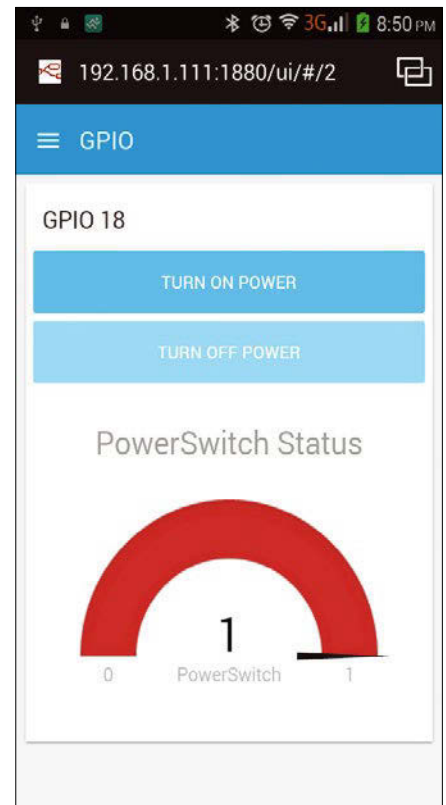 3G 8:50 PM
192.168.1.111:1880/ui/#/2
GPIO
GPIO 18
TURN ON POWER
TURN OFF POWER
PowerSwitch Status
1
0 PowerSwitch 1